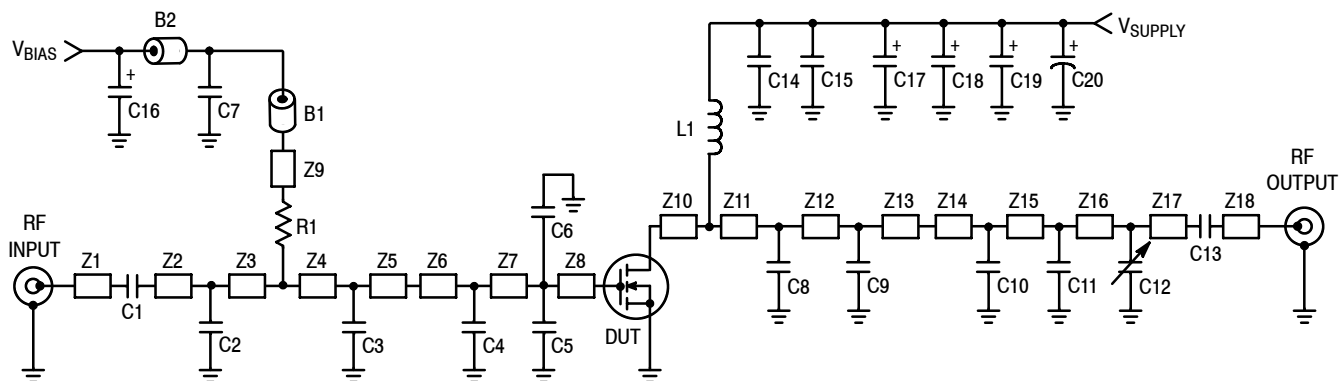 B2
V_BIAS
+
C16
C7
B1
Z9
R1
RF
INPUT
Z1
C1
Z2
C2
Z3
Z4
C3
Z5
Z6
C4
Z7
C6
C5
Z8
DUT
Z10
L1
V_SUPPLY
C14
C15
+
C17
+
C18
+
C19
+
C20
Z11
C8
Z12
C9
Z13
Z14
C10
Z15
C11
Z16
C12
Z17
C13
Z18
RF
OUTPUT